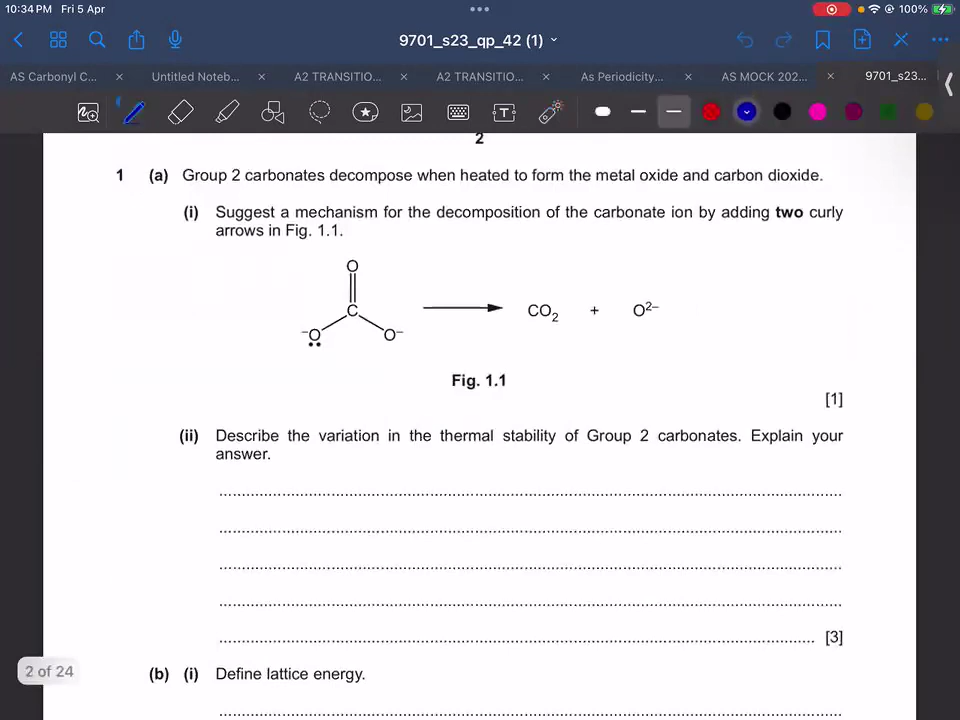 10:34 PM Fri 5 Apr
100%
9701_s23_qp_42 (1)
AS Carbonyl C...
Untitled Noteb...
A2 TRANSITIO...
A2 TRANSITIO...
As Periodicity...
AS MOCK 202...
9701_s23...
2
1 (a) Group 2 carbonates decompose when heated to form the metal oxide and carbon dioxide.
(i) Suggest a mechanism for the decomposition of the carbonate ion by adding two curly
arrows in Fig. 1.1.
O
C
⁻O
O⁻
CO₂ + O²⁻
Fig. 1.1
[1]
(ii) Describe the variation in the thermal stability of Group 2 carbonates. Explain your
answer.
[3]
2 of 24
(b) (i) Define lattice energy.